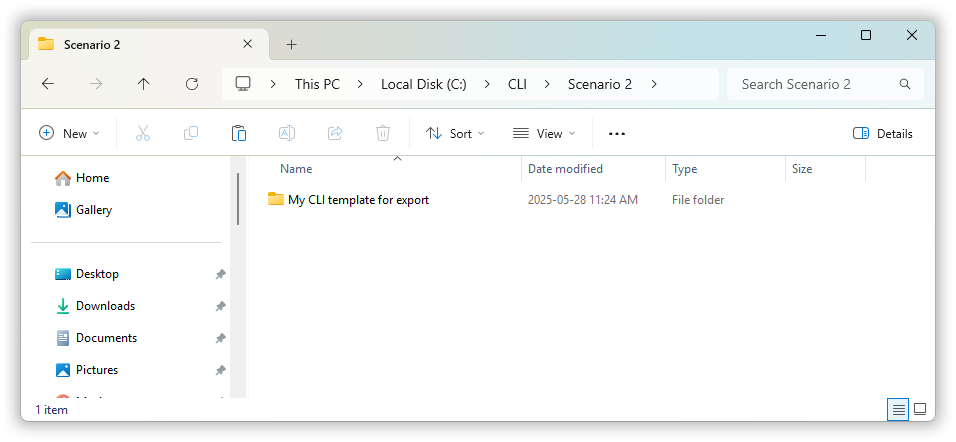 Scenario 2
This PC > Local Disk (C:) > CLI > Scenario 2 >
Search Scenario 2
New
Sort
View
Details
Name
Date modified
Type
Size
Home
Gallery
Desktop
Downloads
Documents
Pictures
My CLI template for export
2025-05-28 11:24 AM
File folder
1 item